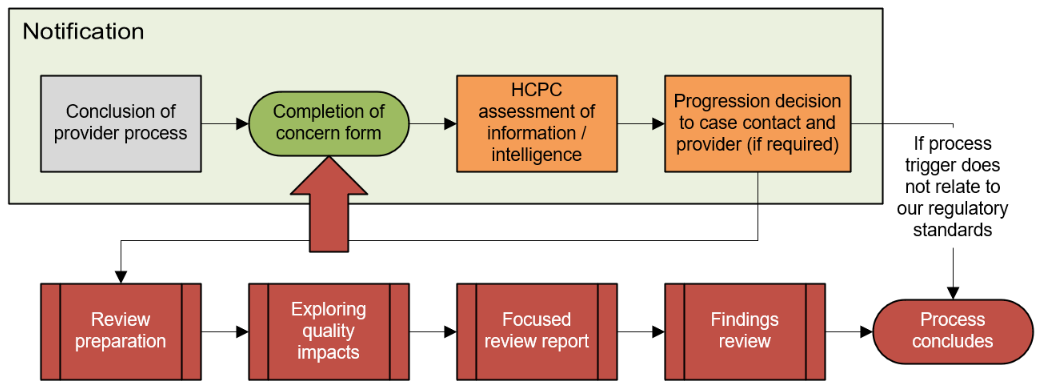 Notification
Conclusion of
provider process
Completion of
concern form
HCPC
assessment of
information /
intelligence
Progression decision
to case contact and
provider (if required)
If process
trigger does
not relate to
our regulatory
standards
Review
preparation
Exploring
quality
impacts
Focused
review report
Findings
review
Process
concludes